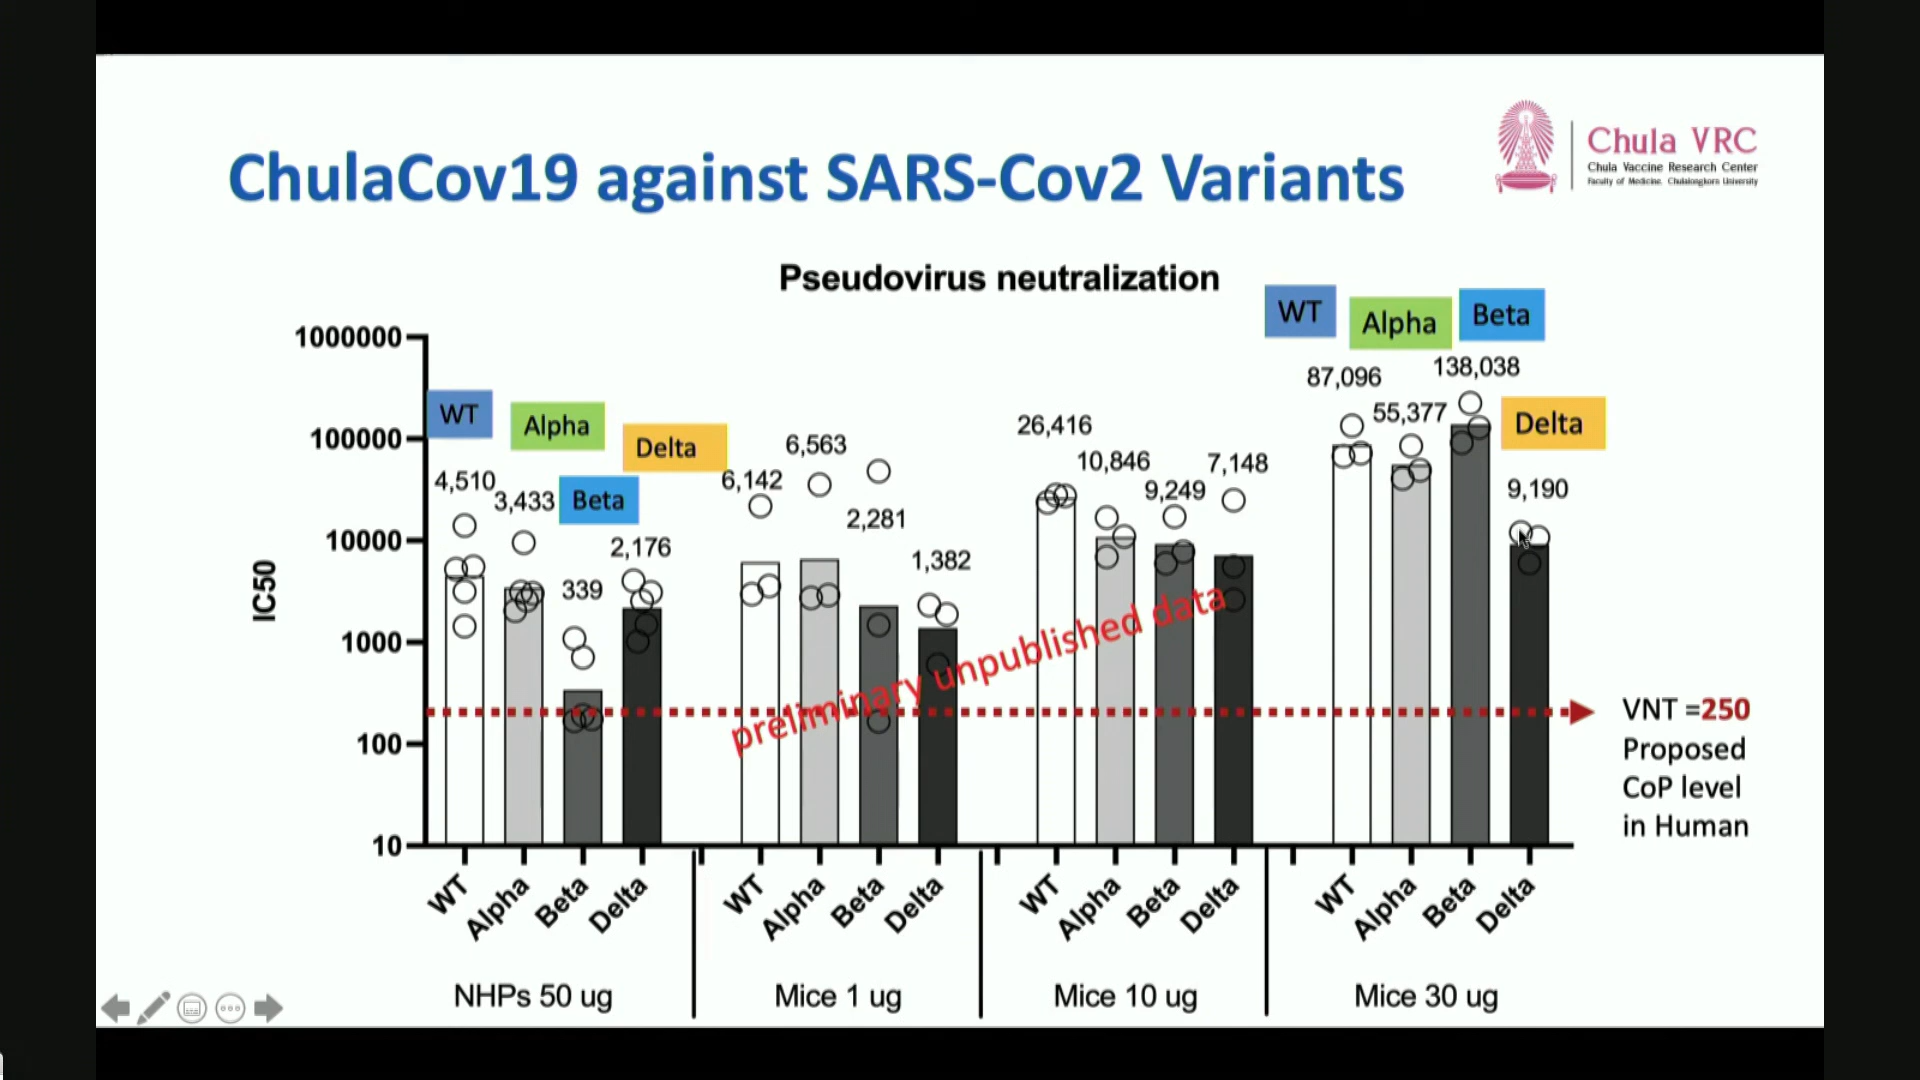 ChulaCov19 against SARS-Cov2 Variants
Chula VRC
Chula Vaccine Research Center
Faculty of Medicine, Chulalongkorn University
Pseudovirus neutralization
WT
Alpha
Beta
Delta
WT
Alpha
Beta
Delta
1000000
100000
10000
1000
100
10
IC50
4,510
3,433
339
2,176
6,142
6,563
2,281
1,382
26,416
10,846
9,249
7,148
87,096
55,377
138,038
9,190
preliminary unpublished data
VNT =250
Proposed
CoP level
in Human
WT
Alpha
Beta
Delta
WT
Alpha
Beta
Delta
WT
Alpha
Beta
Delta
WT
Alpha
Beta
Delta
NHPs 50 ug
Mice 1 ug
Mice 10 ug
Mice 30 ug